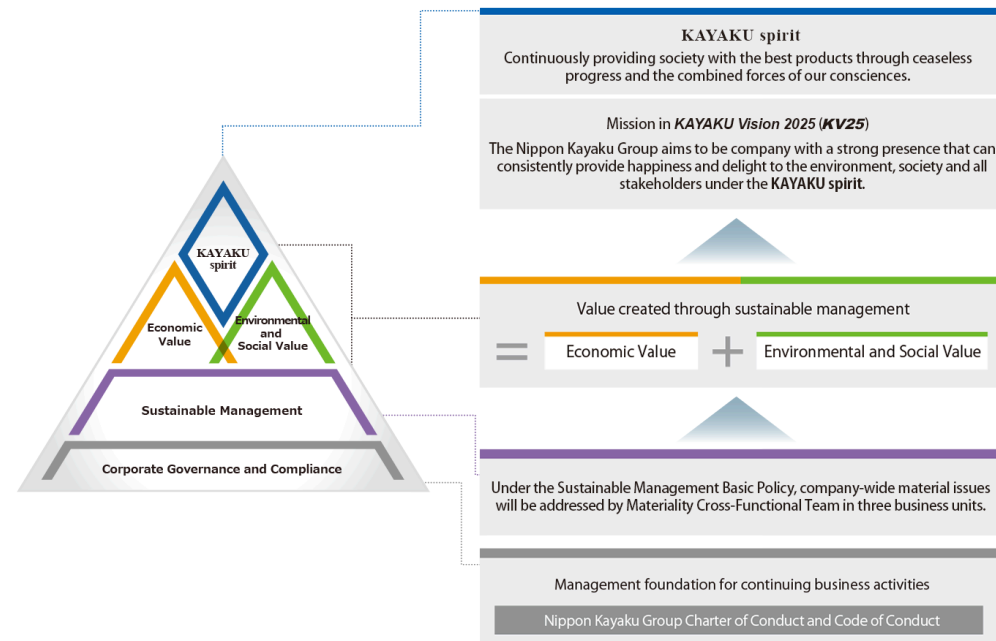 KAYAKU spirit
Continuously providing society with the best products through ceaseless
progress and the combined forces of our consciences.
Mission in KAYAKU Vision 2025 (KV25)
The Nippon Kayaku Group aims to be company with a strong presence that can
consistently provide happiness and delight to the environment, society and all
stakeholders under the KAYAKU spirit.
KAYAKU
spirit
Economic
Value
Environmental
and
Social Value
Sustainable Management
Corporate Governance and Compliance
Value created through sustainable management
= Economic Value + Environmental and Social Value
Under the Sustainable Management Basic Policy, company-wide material issues
will be addressed by Materiality Cross-Functional Team in three business units.
Management foundation for continuing business activities
Nippon Kayaku Group Charter of Conduct and Code of Conduct